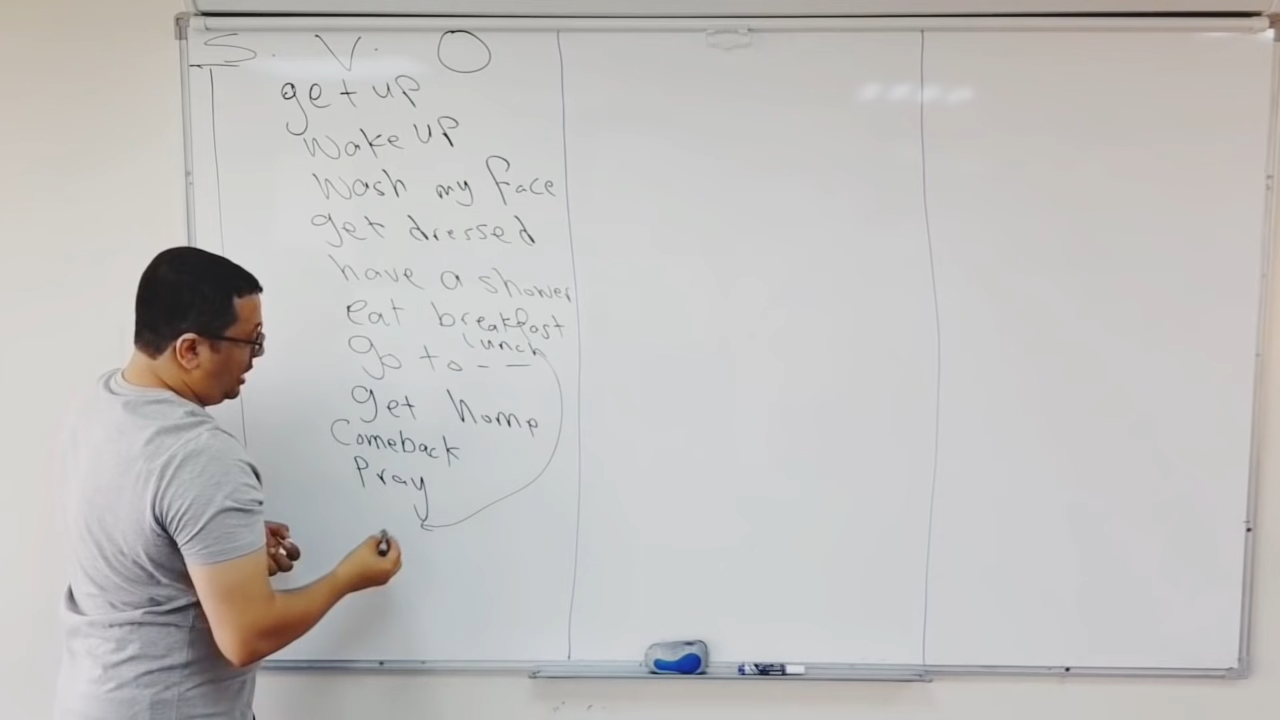 S. V. O
get up
wake up
wash my face
get dressed
have a shower
eat breakfast
lunch
go to - -
get home
Comeback
Pray